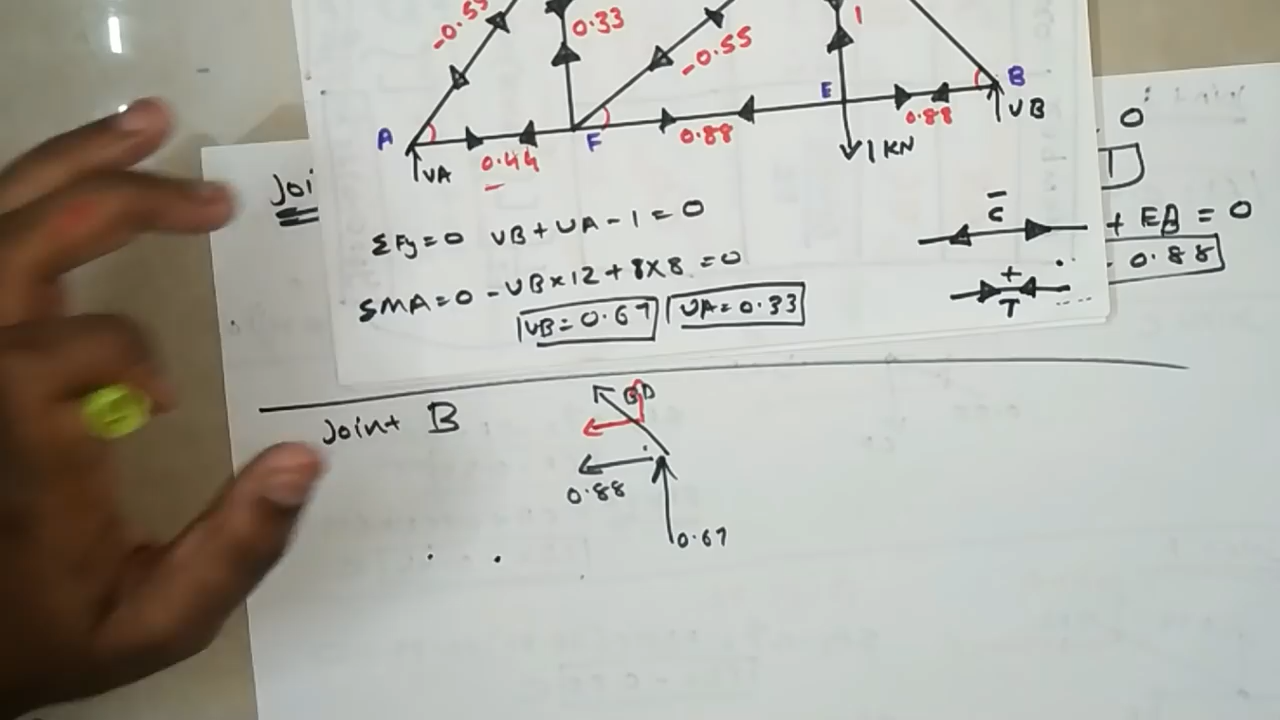 -0.55
0.33
-0.55
1
A
F
E
B
VA
0.44
0.88
0.88
VB
1 KN
Joi
0
ΣFy=0 VB+VA-1=0
ΣMA=0 -VB×12+8×8=0
VB=0.67 VA=0.33
C
+
T
+ EB = 0
0.88
Joint B
BD
0.88
0.67